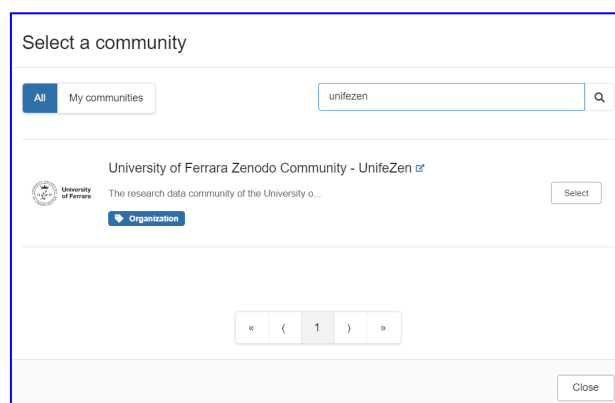 Select a community
All My communities unifezen
University of Ferrara Zenodo Community - UnifeZen
University
of Ferrara
The research data community of the University o...
Select
Organization
« ⟨ 1 ⟩ »
Close